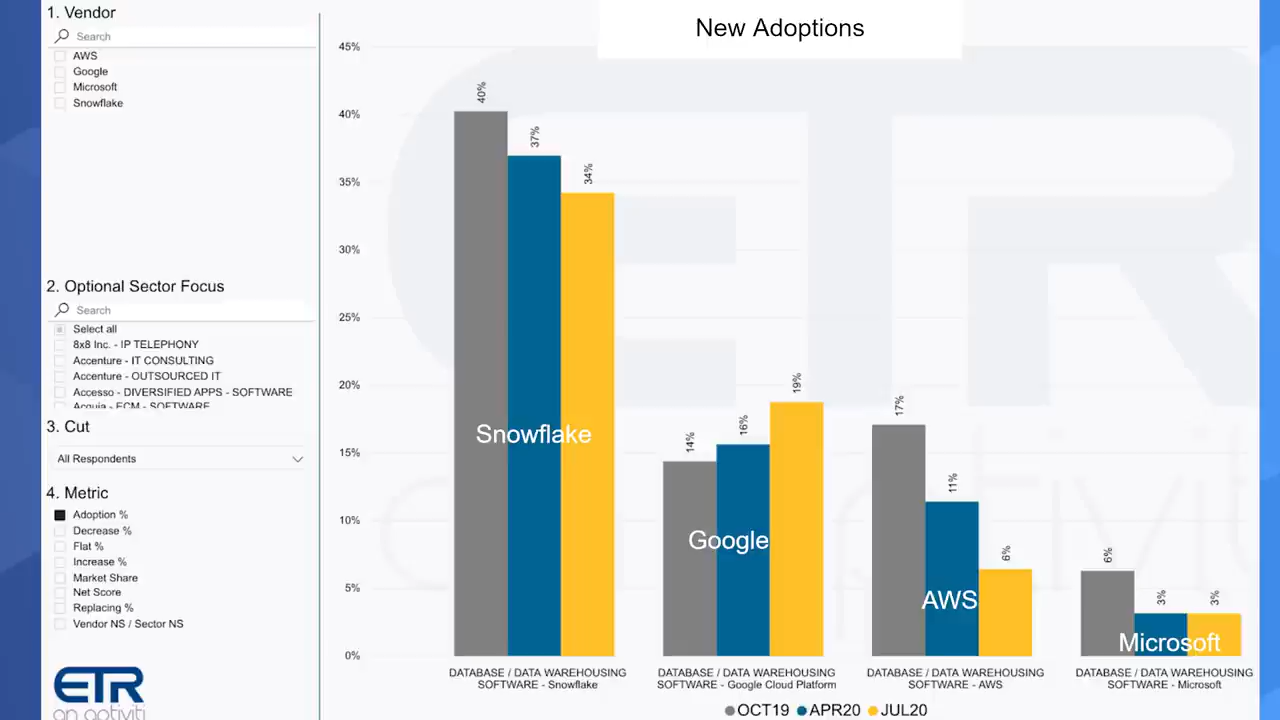 1. Vendor
Search
AWS
Google
Microsoft
Snowflake
2. Optional Sector Focus
Search
Select all
8x8 Inc. - IP TELEPHONY
Accenture - IT CONSULTING
Accenture - OUTSOURCED IT
Accesso - DIVERSIFIED APPS - SOFTWARE
Acquia - ECM - SOFTWARE
3. Cut
All Respondents
4. Metric
Adoption %
Decrease %
Flat %
Increase %
Market Share
Net Score
Replacing %
Vendor NS / Sector NS
ETR
an aptiviti
New Adoptions
45%
40%
35%
30%
25%
20%
15%
10%
5%
0%
40%
37%
34%
Snowflake
14%
16%
19%
Google
17%
11%
6%
AWS
6%
3%
3%
Microsoft
DATABASE / DATA WAREHOUSING
SOFTWARE - Snowflake
DATABASE / DATA WAREHOUSING
SOFTWARE - Google Cloud Platform
DATABASE / DATA WAREHOUSING
SOFTWARE - AWS
DATABASE / DATA WAREHOUSING
SOFTWARE - Microsoft
OCT19 APR20 JUL20